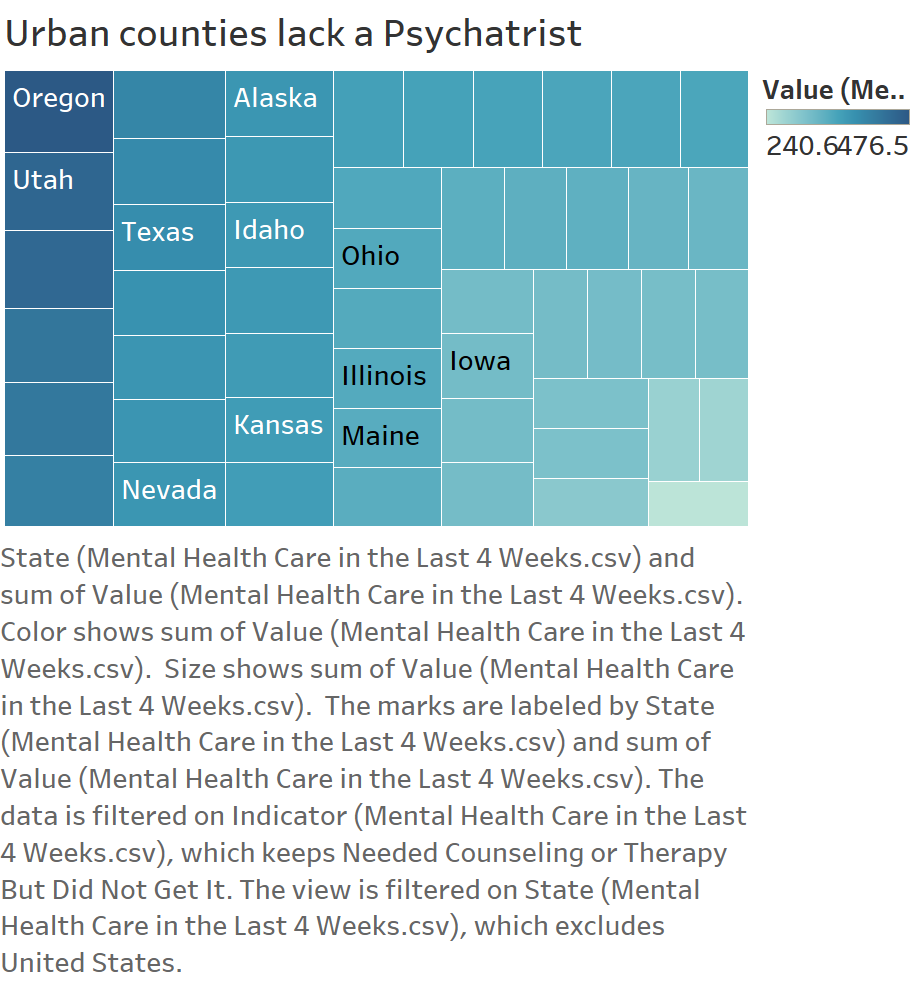 Urban counties lack a Psychatrist
Oregon
Alaska
Value (Me..
240.6476.5
Utah
Texas
Idaho
Ohio
Illinois
Iowa
Kansas
Maine
Nevada
State (Mental Health Care in the Last 4 Weeks.csv) and
sum of Value (Mental Health Care in the Last 4 Weeks.csv).
Color shows sum of Value (Mental Health Care in the Last 4
Weeks.csv).  Size shows sum of Value (Mental Health Care
in the Last 4 Weeks.csv).  The marks are labeled by State
(Mental Health Care in the Last 4 Weeks.csv) and sum of
Value (Mental Health Care in the Last 4 Weeks.csv). The
data is filtered on Indicator (Mental Health Care in the Last
4 Weeks.csv), which keeps Needed Counseling or Therapy
But Did Not Get It. The view is filtered on State (Mental
Health Care in the Last 4 Weeks.csv), which excludes
United States.